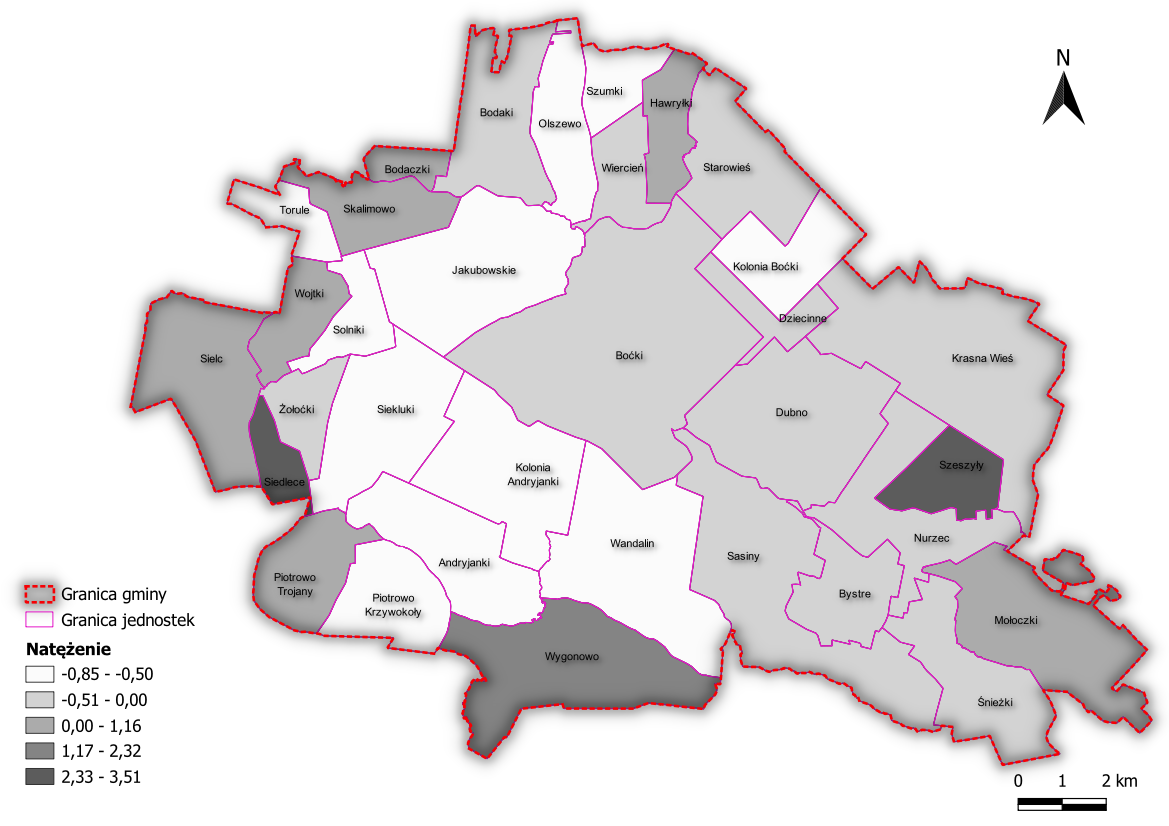 N
Szumki
Hawryłki
Bodaki
Olszewo
Bodaczki
Wiercień
Starowieś
Torule
Skalimowo
Jakubowskie
Kolonia Boćki
Wojtki
Dziecinne
Solniki
Sielc
Boćki
Krasna Wieś
Żołoćki
Siekluki
Dubno
Kolonia
Andryjanki
Szeszyły
Siedlece
Wandalin
Nurzec
Sasiny
Andryjanki
Piotrowo
Trojany
Bystre
Piotrowo
Krzywokoły
Mołoczki
Wygonowo
Śnieżki
Granica gminy
Granica jednostek
Natężenie
-0,85 - -0,50
-0,51 - 0,00
0,00 - 1,16
1,17 - 2,32
2,33 - 3,51
0 1 2 km